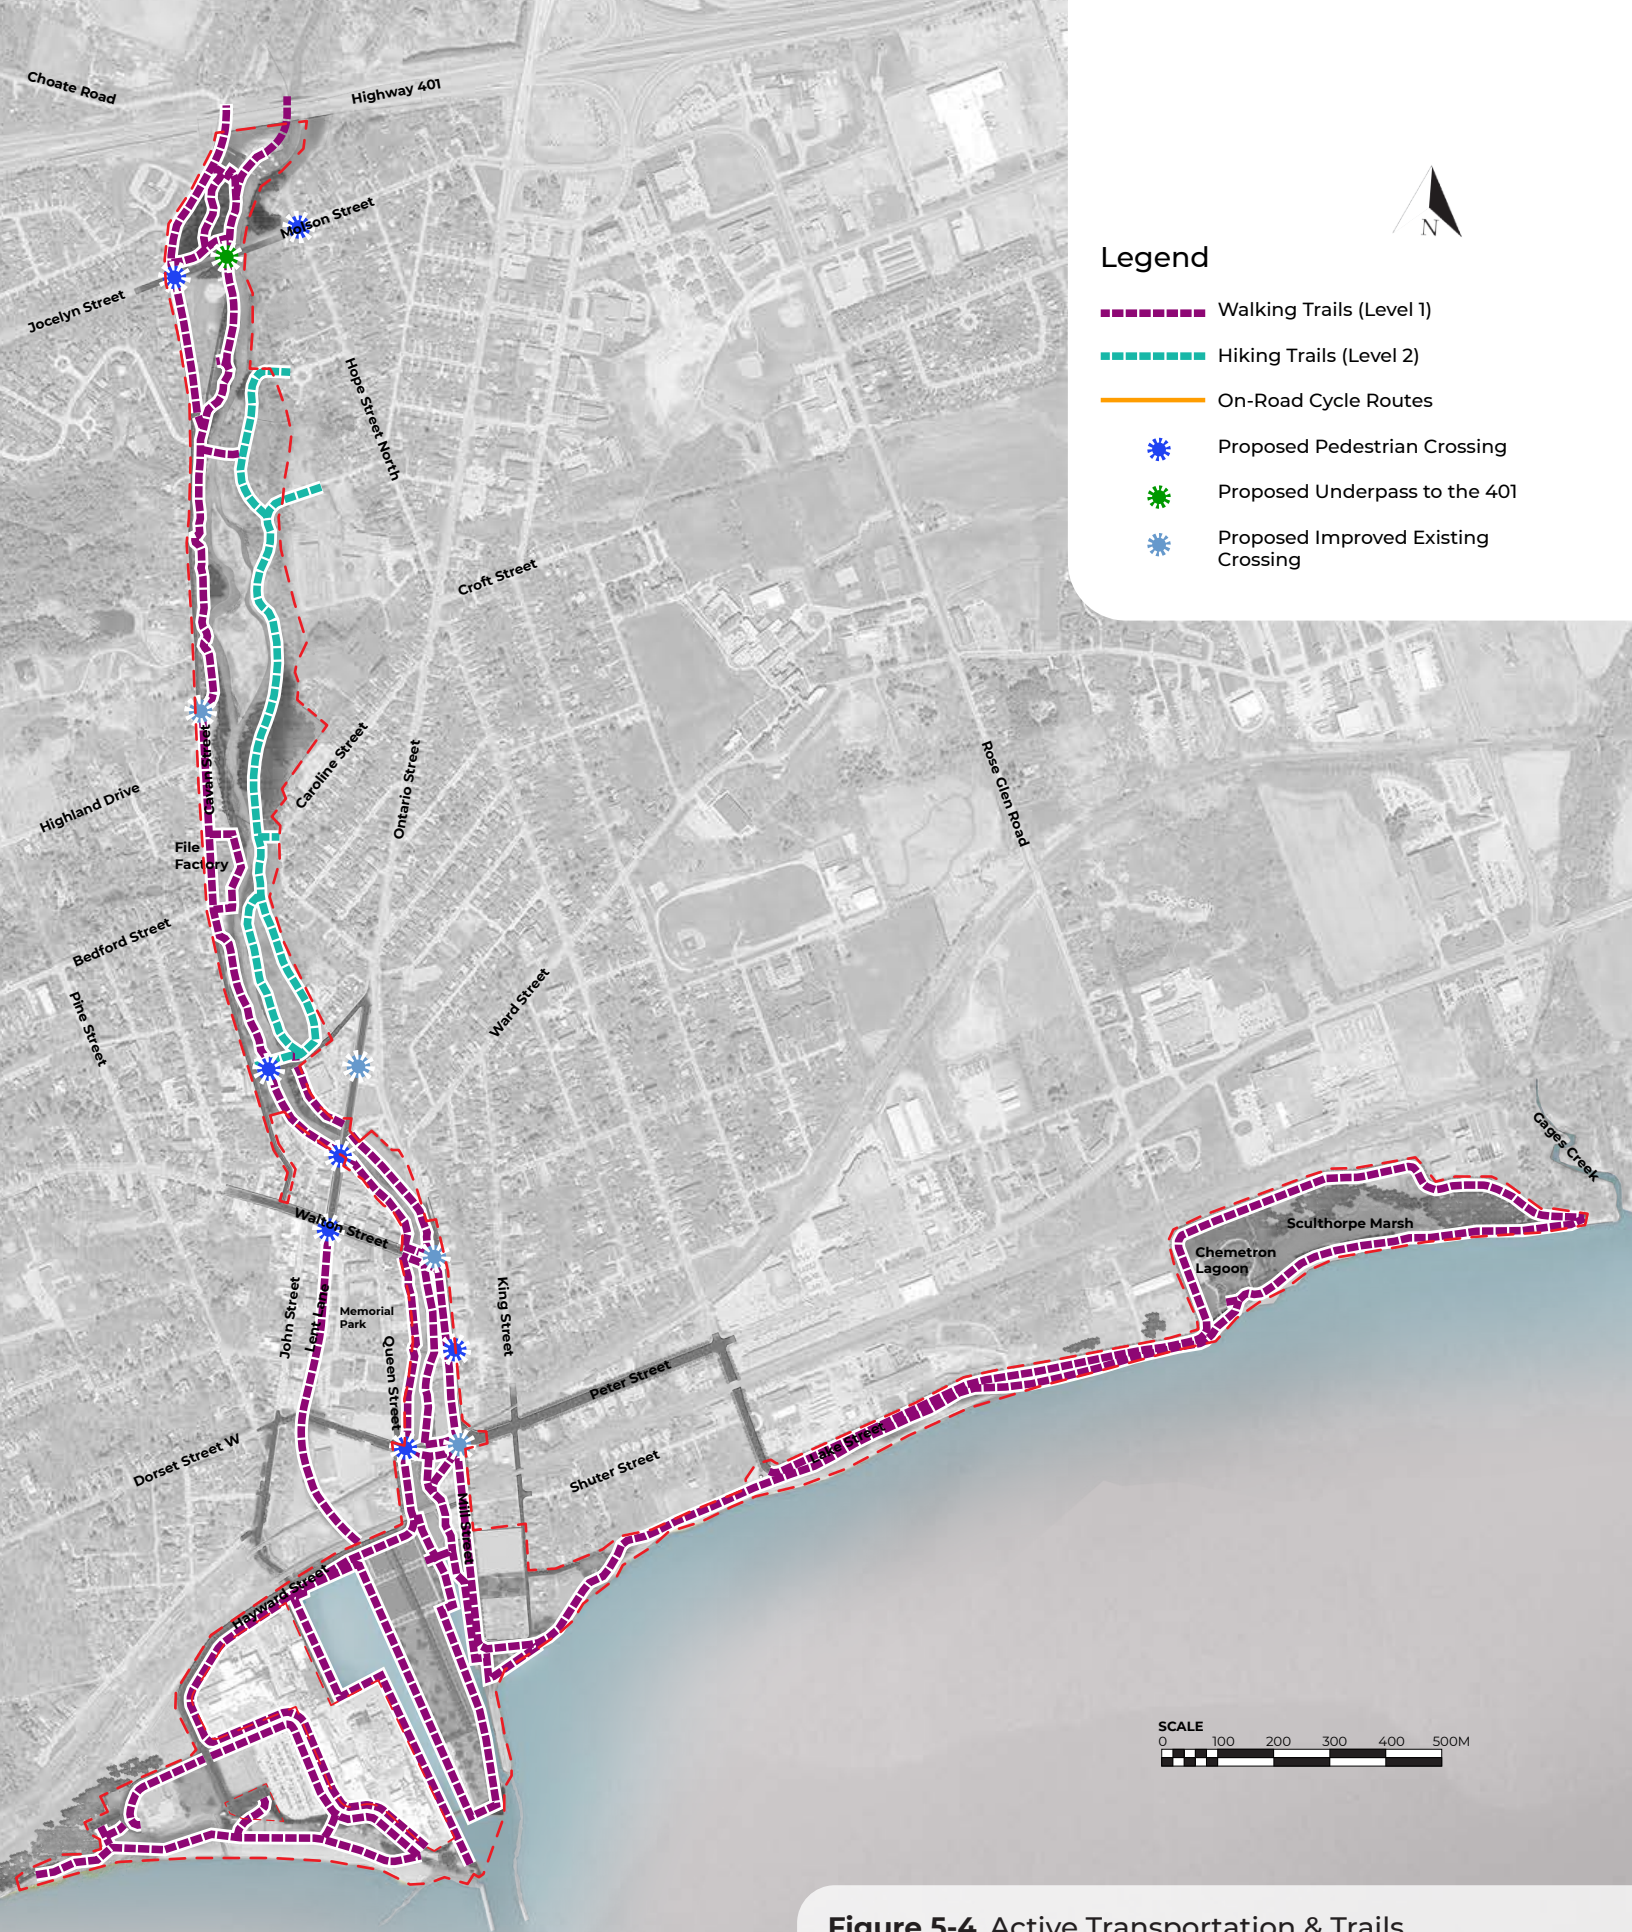 Choate Road
Highway 401
N
Molson Street
Legend
Jocelyn Street
Walking Trails (Level 1)
Hiking Trails (Level 2)
Hope Street North
On-Road Cycle Routes
Proposed Pedestrian Crossing
Proposed Underpass to the 401
Proposed Improved Existing
Crossing
Croft Street
Cavan Street
Caroline Street
Ontario Street
Rose Glen Road
Highland Drive
File
Factory
Google Earth
Bedford Street
Pine Street
Ward Street
Gages Creek
Walton Street
Sculthorpe Marsh
Chemetron
Lagoon
John Street
Lent Lane
Memorial
Park
King Street
Queen Street
Peter Street
Lake Street
Dorset Street W
Shuter Street
Mill Street
Hayward Street
SCALE
0 100 200 300 400 500M
Figure 5-4 Active Transportation & Trails